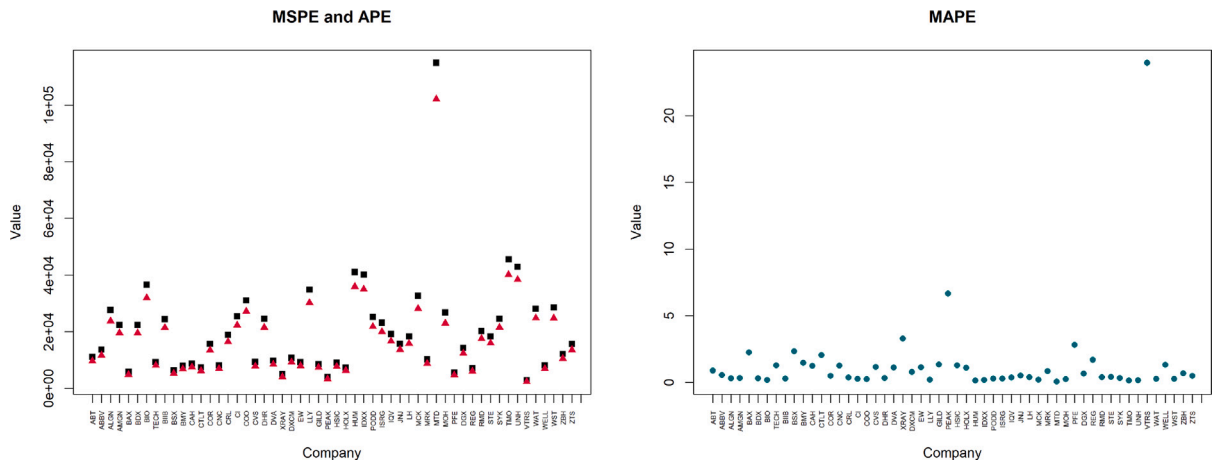 MSPE and APE
Value
0e+00 2e+04 4e+04 6e+04 8e+04 1e+05
ABT ABBV ALGN AMGN BAX BDX BIO TECH BIIB BSX BMY CAH CTLT COR CNC CRL CI COO CVS DHR DVA XRAY DXCM EW LLY GILD PEAK HSIC HOLX HUM IDXX PODD ISRG IQV JNJ LH MCK MRK MTD MOH PFE DGX REG RMD STE SYK TMO UNH VTRS WAT WELL WST ZBH ZTS
Company
MAPE
Value
0 5 10 15 20
ABT ABBV ALGN AMGN BAX BDX BIO TECH BIIB BSX BMY CAH CTLT COR CNC CRL CI COO CVS DHR DVA XRAY DXCM EW LLY GILD PEAK HSIC HOLX HUM IDXX PODD ISRG IQV JNJ LH MCK MRK MTD MOH PFE DGX REG RMD STE SYK TMO UNH VTRS WAT WELL WST ZBH ZTS
Company